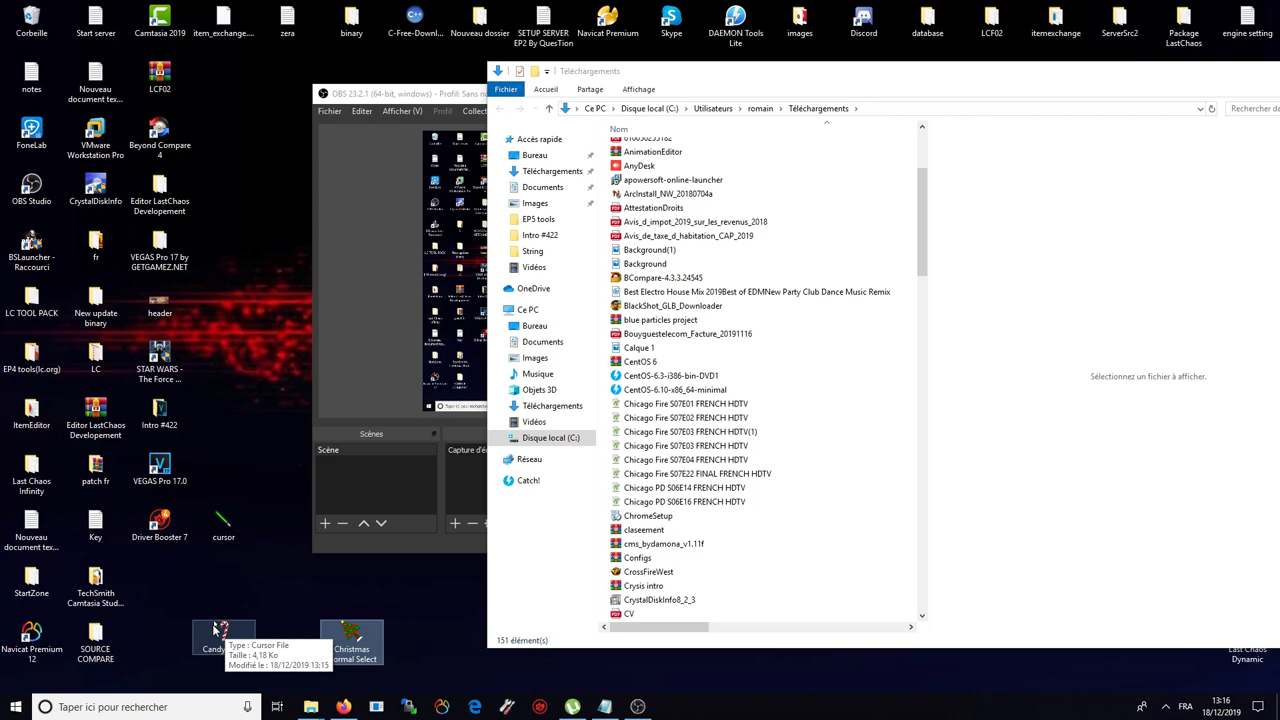 Corbeille
Start server
Camtasia 2019
item_exchange....
zera
binary
C-Free-Downl...
Nouveau dossier
SETUP SERVER
EP2 By QuesTion
Navicat Premium
Skype
DAEMON Tools
Lite
images
Discord
database
LCF02
itemexchange
ServerSrc2
Package
LastChaos
engine setting
notes
Nouveau
document tex...
LCF02
FoneLab
VMware
Workstation Pro
Beyond Compare
4
OBS Studio
CrystalDiskInfo
Editor LastChaos
Developement
BSLauncher -
Raccourci
fr
VEGAS Pro 17 by
GETGAMEZ.NET
LC TOOL PACK
New update
binary
header
EP4 tools(lc.org)
LC
STAR WARS -
The Force ...
ItemEditor
Editor LastChaos
Developement
Intro #422
Last Chaos
Infinity
patch fr
VEGAS Pro 17.0
Nouveau
document tex...
Key
Driver Booster 7
cursor
StartZone
TechSmith
Camtasia Stud...
Navicat Premium
12
SOURCE
COMPARE
Candy
Christmas
ormal Select
Type : Cursor File
Taille : 4,18 Ko
Modifié le : 18/12/2019 13:15
OBS 23.2.1 (64-bit, windows) - Profil: Sans no
Fichier
Editer
Afficher (V)
Profil
Collect
Scènes
Scène
Capture d'é
Téléchargements
Fichier
Accueil
Partage
Affichage
Ce PC
Disque local (C:)
Utilisateurs
romain
Téléchargements
Rechercher da
Accès rapide
Bureau
Téléchargements
Documents
Images
EP5 tools
Intro #422
String
Vidéos
OneDrive
Ce PC
Bureau
Documents
Images
Musique
Objets 3D
Téléchargements
Vidéos
Disque local (C:)
Réseau
Catch!
Nom
AnimationEditor
AnyDesk
apowersoft-online-launcher
ArcInstall_NW_20180704a
AttestationDroits
Avis_d_impot_2019_sur_les_revenus_2018
Avis_de_taxe_d_habitation_CAP_2019
Background(1)
Background
BCompare-4.3.3.24545
Best Electro House Mix 2019Best of EDMNew Party Club Dance Music Remix
BlackShot_GLB_Downloader
blue particles project
Bouyguestelecom_Facture_20191116
Calque 1
CentOS 6
CentOS-6.3-i386-bin-DVD1
CentOS-6.10-x86_64-minimal
Chicago Fire S07E01 FRENCH HDTV
Chicago Fire S07E02 FRENCH HDTV
Chicago Fire S07E03 FRENCH HDTV(1)
Chicago Fire S07E03 FRENCH HDTV
Chicago Fire S07E04 FRENCH HDTV
Chicago Fire S07E22 FINAL FRENCH HDTV
Chicago PD S06E14 FRENCH HDTV
Chicago PD S06E16 FRENCH HDTV
ChromeSetup
claseement
cms_bydamona_v1.11f
Configs
CrossFireWest
Crysis intro
CrystalDiskInfo8_2_3
CV
Sélectionnez un fichier à afficher.
151 élément(s)
Last Chaos
Dynamic
Taper ici pour rechercher
FRA
13:16
18/12/2019